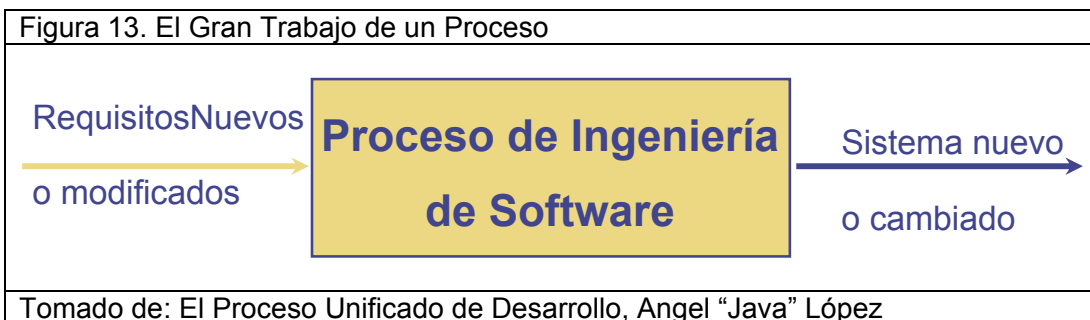 Figura 13. El Gran Trabajo de un Proceso
RequisitosNuevos
o modificados
Proceso de Ingeniería
de Software
Sistema nuevo
o cambiado
Tomado de: El Proceso Unificado de Desarrollo, Angel “Java” López